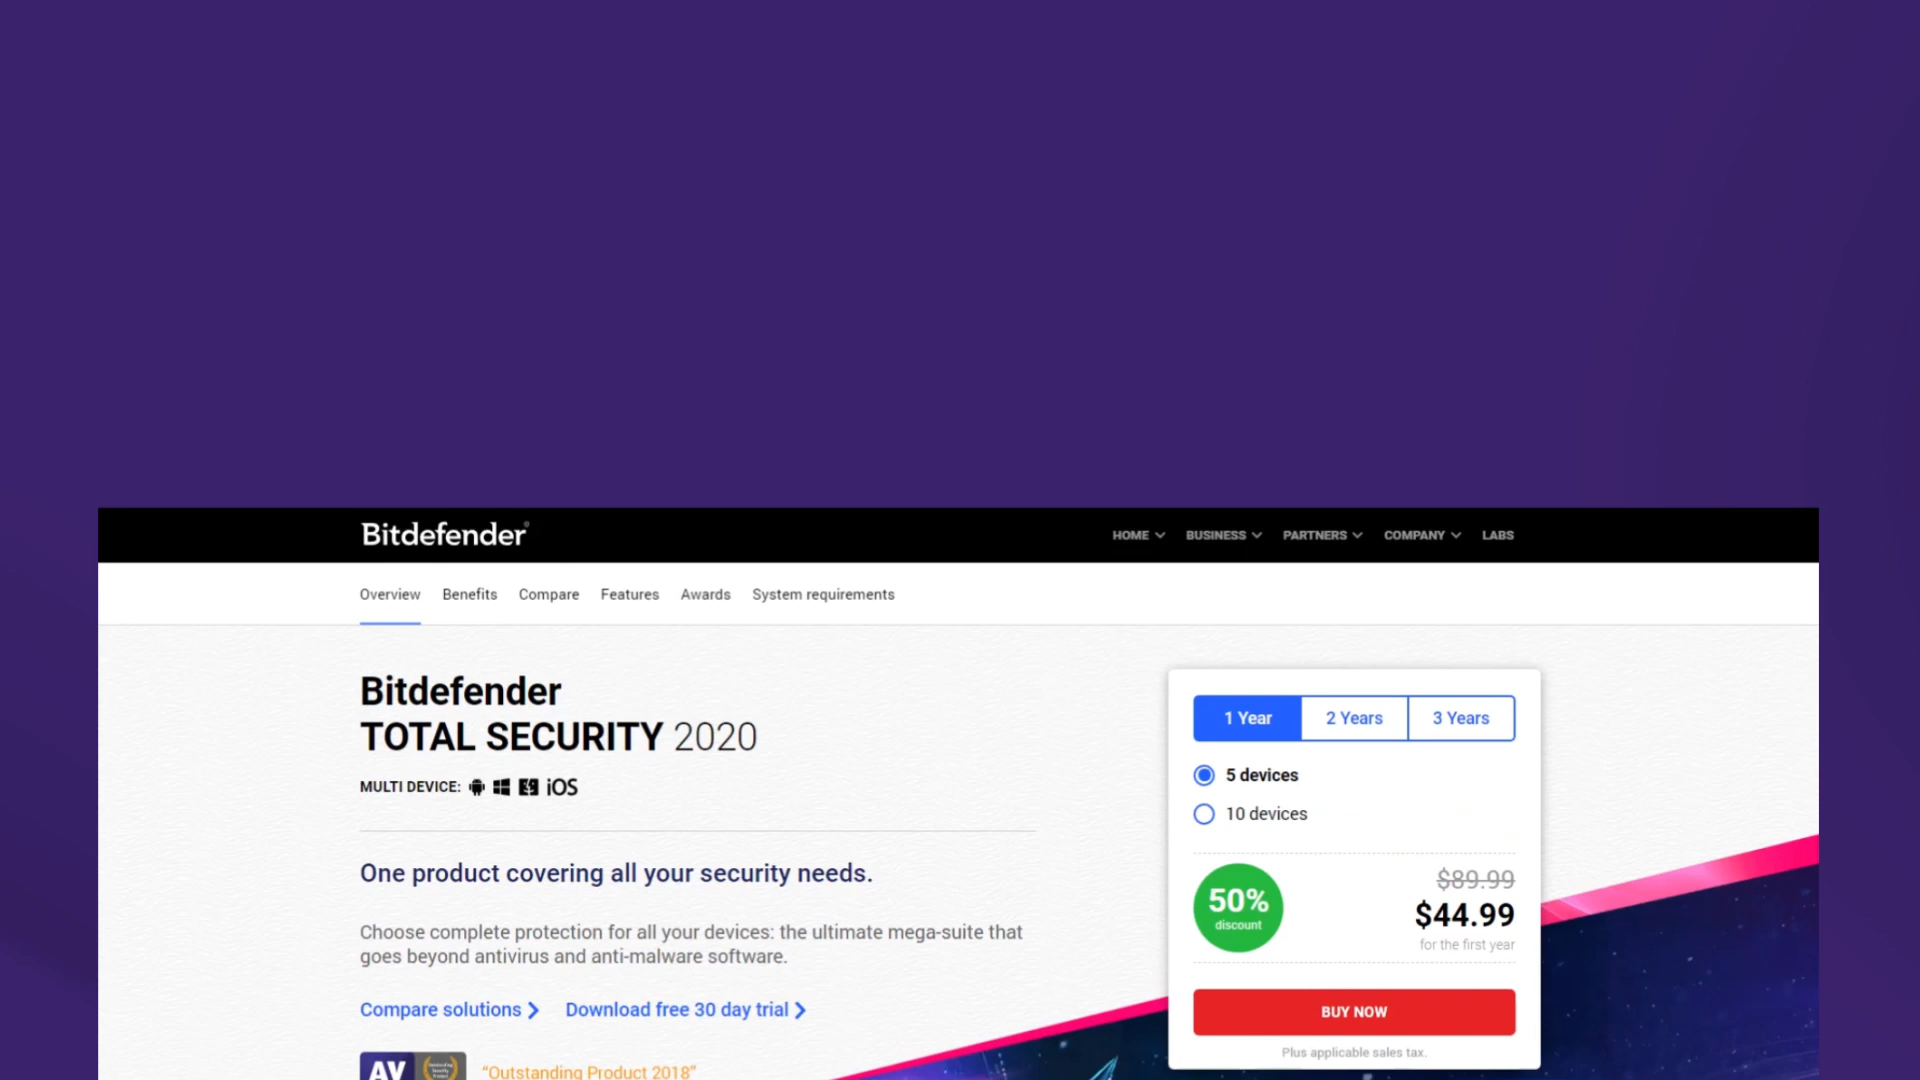 Bitdefender®
HOME BUSINESS PARTNERS COMPANY LABS
Overview Benefits Compare Features Awards System requirements
Bitdefender
TOTAL SECURITY 2020
MULTI DEVICE: iOS
One product covering all your security needs.
Choose complete protection for all your devices: the ultimate mega-suite that
goes beyond antivirus and anti-malware software.
Compare solutions Download free 30 day trial
AV
“Outstanding Product 2018”
1 Year 2 Years 3 Years
5 devices
10 devices
50%
discount
$89.99
$44.99
for the first year
BUY NOW
Plus applicable sales tax.